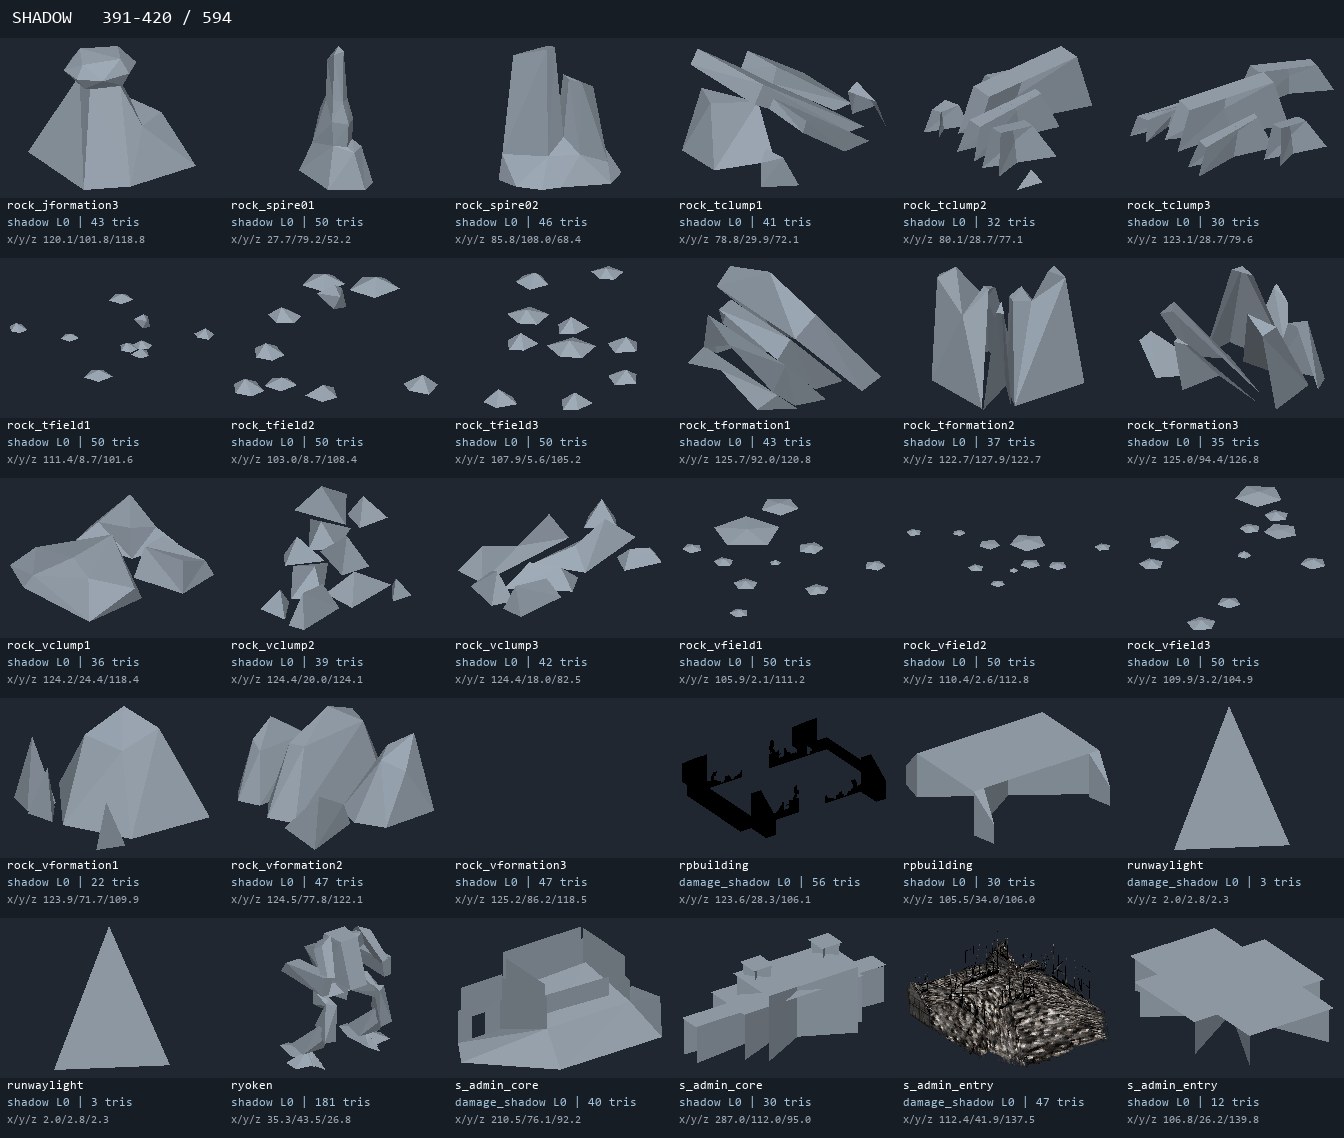 SHADOW 391-420 / 594
rock_jformation3
shadow L0 | 43 tris
x/y/z 120.1/101.8/118.8
rock_spire01
shadow L0 | 50 tris
x/y/z 27.7/79.2/52.2
rock_spire02
shadow L0 | 46 tris
x/y/z 85.8/108.0/68.4
rock_tclump1
shadow L0 | 41 tris
x/y/z 78.8/29.9/72.1
rock_tclump2
shadow L0 | 32 tris
x/y/z 80.1/28.7/77.1
rock_tclump3
shadow L0 | 30 tris
x/y/z 123.1/28.7/79.6
rock_tfield1
shadow L0 | 50 tris
x/y/z 111.4/8.7/101.6
rock_tfield2
shadow L0 | 50 tris
x/y/z 103.0/8.7/108.4
rock_tfield3
shadow L0 | 50 tris
x/y/z 107.9/5.6/105.2
rock_tformation1
shadow L0 | 43 tris
x/y/z 125.7/92.0/120.8
rock_tformation2
shadow L0 | 37 tris
x/y/z 122.7/127.9/122.7
rock_tformation3
shadow L0 | 35 tris
x/y/z 125.0/94.4/126.8
rock_vclump1
shadow L0 | 36 tris
x/y/z 124.2/24.4/118.4
rock_vclump2
shadow L0 | 39 tris
x/y/z 124.4/20.0/124.1
rock_vclump3
shadow L0 | 42 tris
x/y/z 124.4/18.0/82.5
rock_vfield1
shadow L0 | 50 tris
x/y/z 105.9/2.1/111.2
rock_vfield2
shadow L0 | 50 tris
x/y/z 110.4/2.6/112.8
rock_vfield3
shadow L0 | 50 tris
x/y/z 109.9/3.2/104.9
rock_vformation1
shadow L0 | 22 tris
x/y/z 123.9/71.7/109.9
rock_vformation2
shadow L0 | 47 tris
x/y/z 124.5/77.8/122.1
rock_vformation3
shadow L0 | 47 tris
x/y/z 125.2/86.2/118.5
rpbuilding
damage_shadow L0 | 56 tris
x/y/z 123.6/28.3/106.1
rpbuilding
shadow L0 | 30 tris
x/y/z 105.5/34.0/106.0
runwaylight
damage_shadow L0 | 3 tris
x/y/z 2.0/2.8/2.3
runwaylight
shadow L0 | 3 tris
x/y/z 2.0/2.8/2.3
ryoken
shadow L0 | 181 tris
x/y/z 35.3/43.5/26.8
s_admin_core
damage_shadow L0 | 40 tris
x/y/z 210.5/76.1/92.2
s_admin_core
shadow L0 | 30 tris
x/y/z 287.0/112.0/95.0
s_admin_entry
damage_shadow L0 | 47 tris
x/y/z 112.4/41.9/137.5
s_admin_entry
shadow L0 | 12 tris
x/y/z 106.8/26.2/139.8